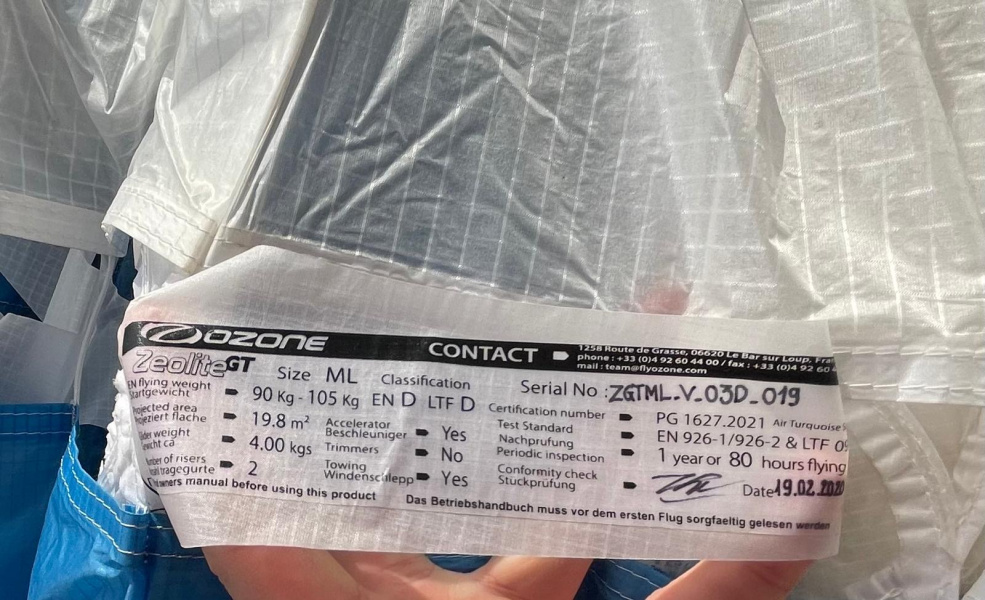 OZONE CONTACT
1258 Route de Grasse, 06620 Le Bar sur Loup,
phone : +33 (0)4 92 60 44 00 / fax : +33 (0)4 92 60
mail : team@flyozone.com
Zeolite GT
Size ML Classification Serial No : ZGTML_V_03D_019
EN flying weight
Startgewicht
90 Kg - 105 Kg EN D LTF D
Certification number PG 1627.2021 Air Turquoise
Projected area
19.8 m²
Accelerator
Beschleuniger
Yes
Test Standard
Nachprufung
EN 926-1/926-2 & LTF
4.00 kgs
Trimmers No
Periodic inspection 1 year or 80 hours flying
of risers
tragegurte
2
Towing
Windenschlepp
Yes
Conformity check
Stuckprüfung
Date 19.02.
owners manual before using this product
Das Betriebshandbuch muss vor dem ersten Flug sorgfaeltig gelesen werden